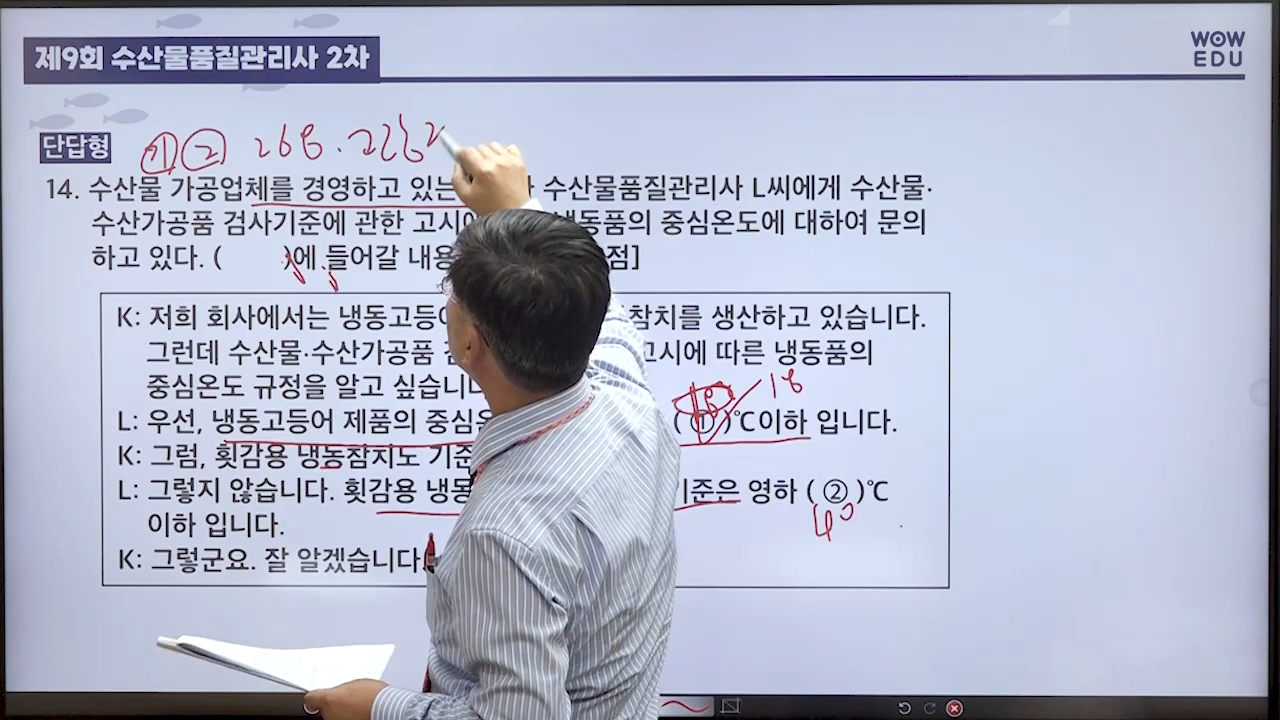 제9회 수산물품질관리사 2차
WOW
EDU
단답형
① ②
14. 수산물 가공업체를 경영하고 있는 수산물품질관리사 L씨에게 수산물·
수산가공품 검사기준에 관한 고시에 냉동품의 중심온도에 대하여 문의
하고 있다. ( )에 들어갈 내용 점]
K: 저희 회사에서는 냉동고등어 참치를 생산하고 있습니다.
그런데 수산물·수산가공품 고시에 따른 냉동품의
중심온도 규정을 알고 싶습니다
18
L: 우선, 냉동고등어 제품의 중심온 ( ① )℃이하 입니다.
K: 그럼, 횟감용 냉동참치도 기준
L: 그렇지 않습니다. 횟감용 냉동 기준은 영하 ( ② )℃
40
이하 입니다.
K: 그렇군요. 잘 알겠습니다.